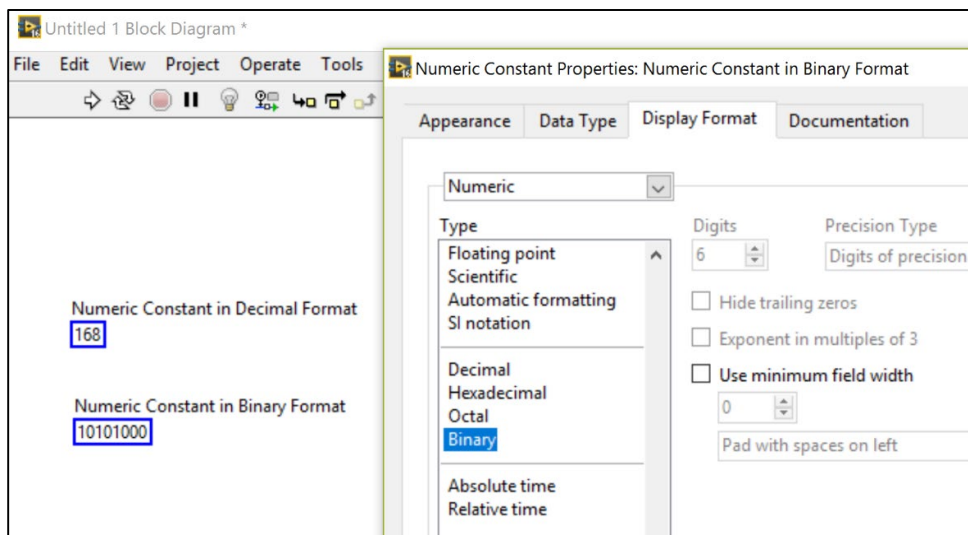 Untitled 1 Block Diagram *
File Edit View Project Operate Tools
Numeric Constant in Decimal Format
168
Numeric Constant in Binary Format
10101000
Numeric Constant Properties: Numeric Constant in Binary Format
Appearance Data Type Display Format Documentation
Numeric
Type
Floating point
Scientific
Automatic formatting
SI notation
Decimal
Hexadecimal
Octal
Binary
Absolute time
Relative time
Digits
6
Precision Type
Digits of precision
Hide trailing zeros
Exponent in multiples of 3
Use minimum field width
0
Pad with spaces on left